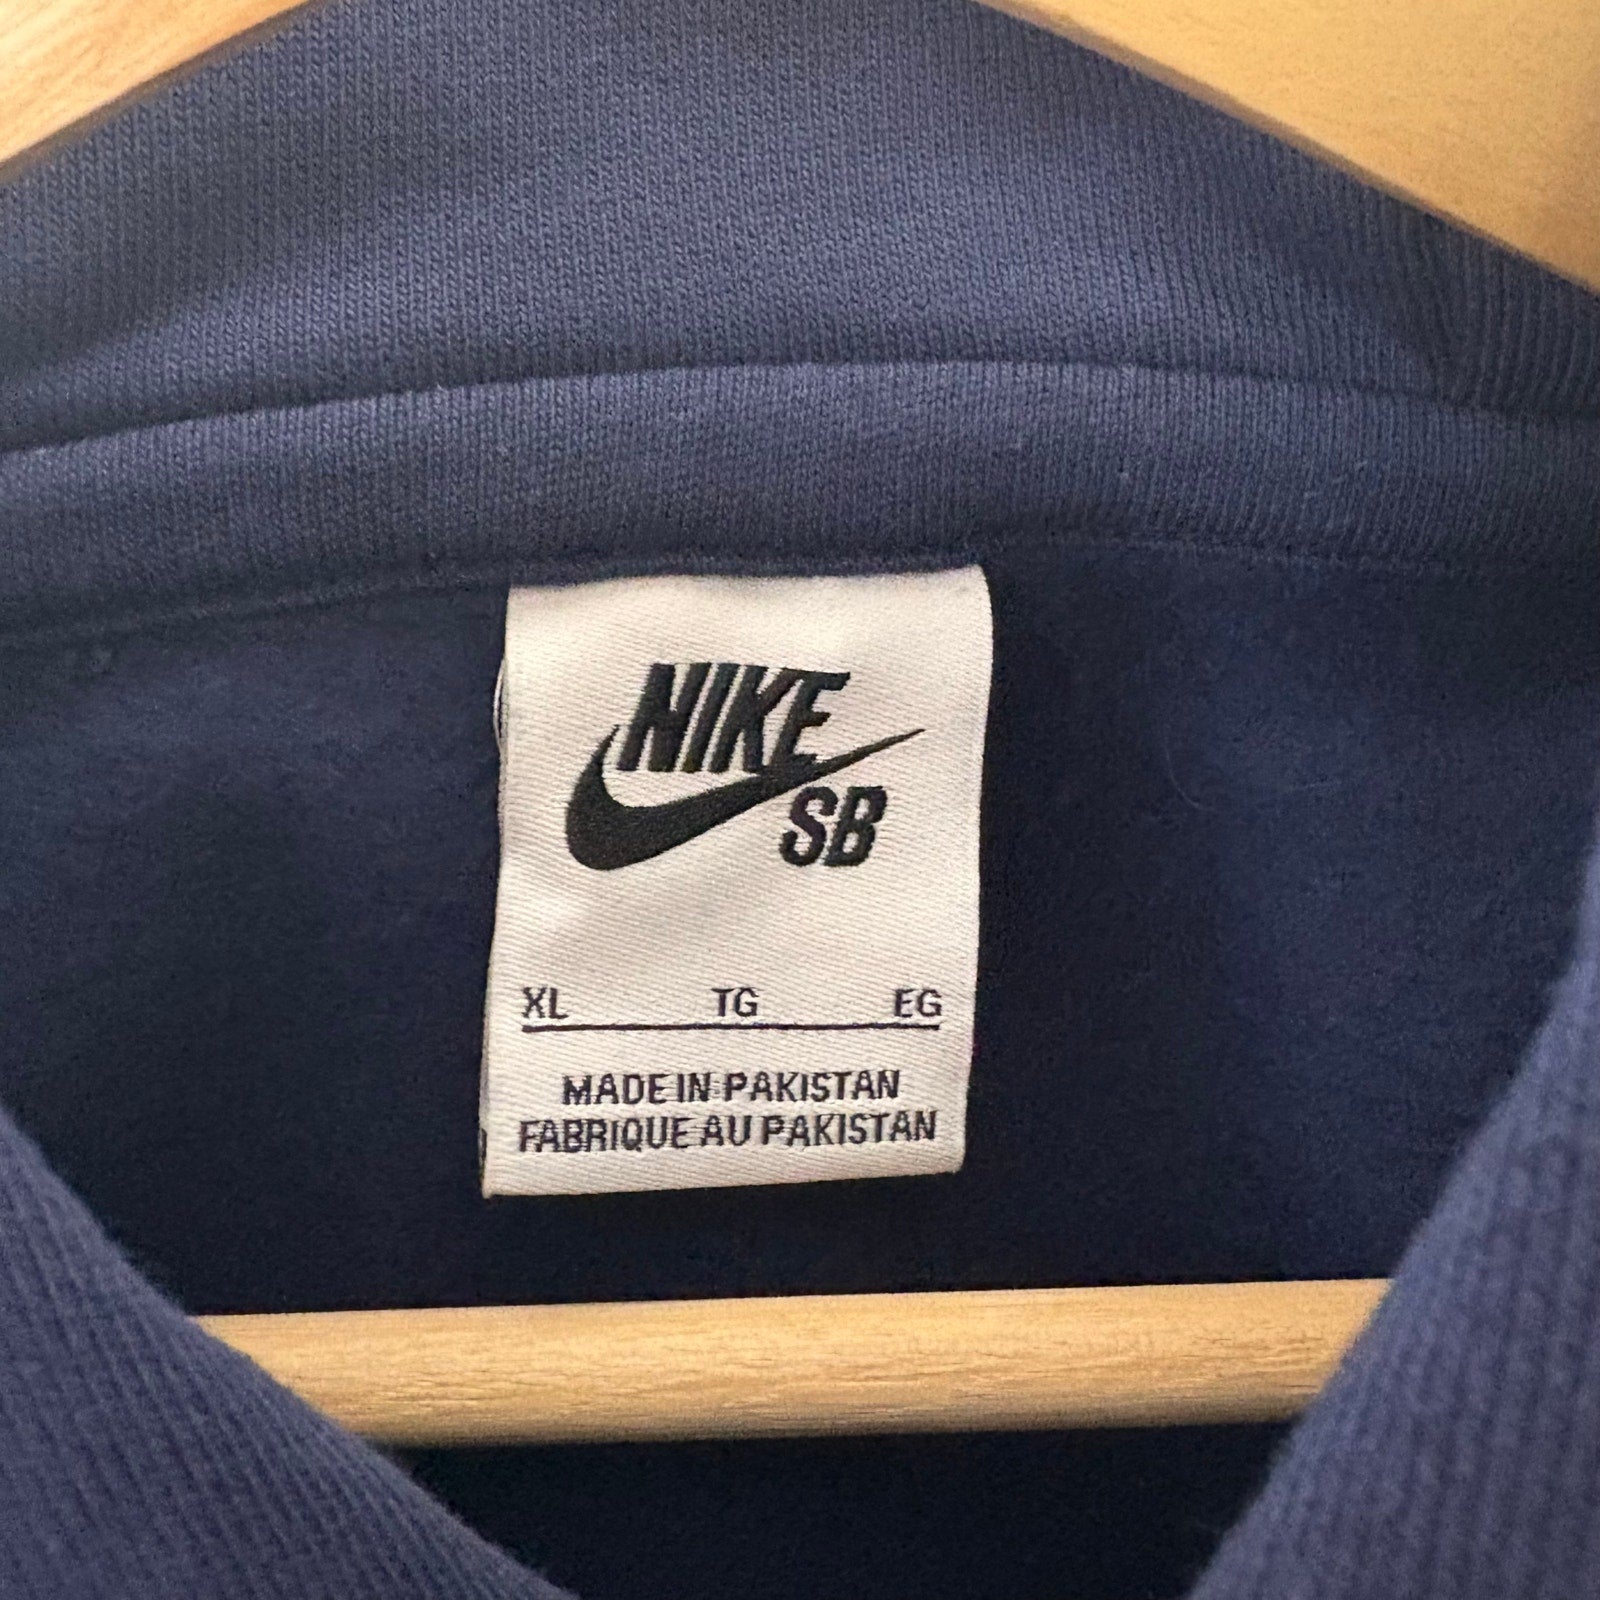 NIKE
SB
XL TG EG
MADE IN PAKISTAN
FABRIQUE AU PAKISTAN